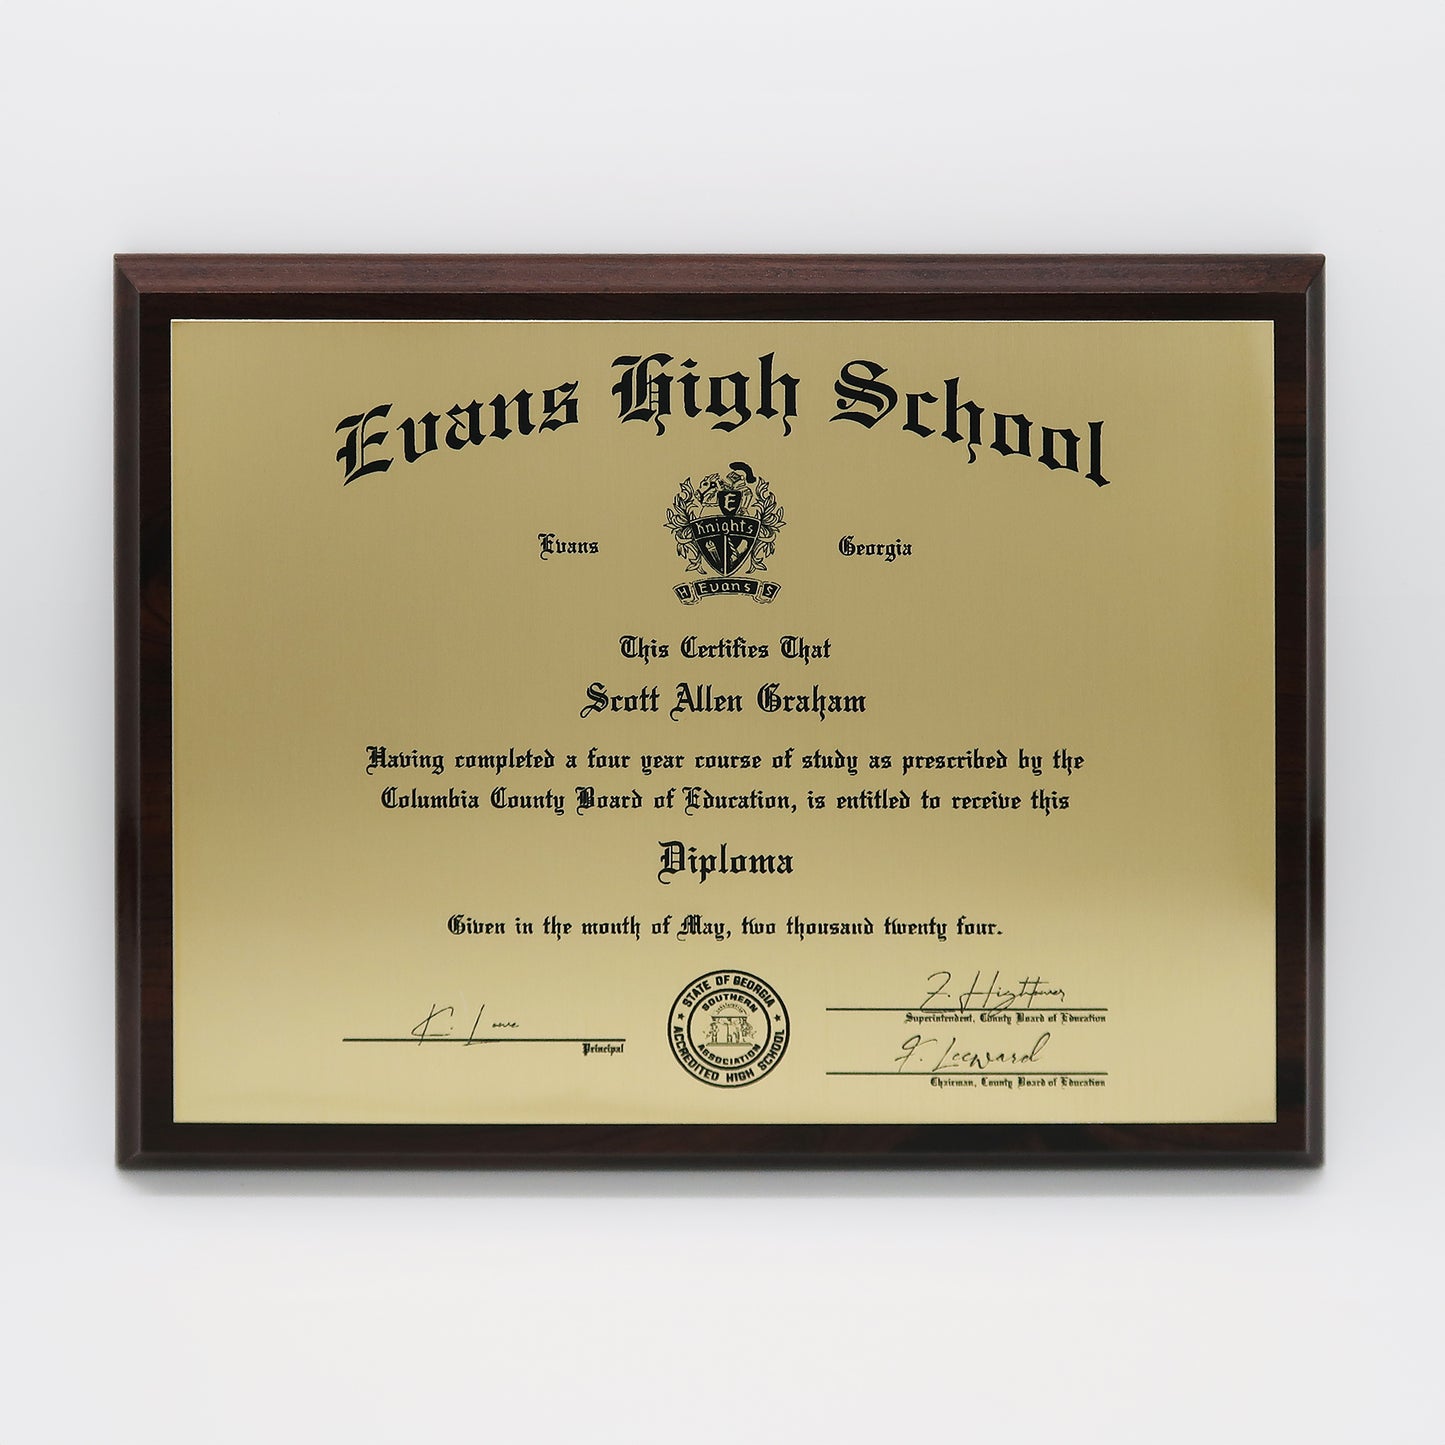 Evans High School
E
Knights
Evans Georgia
H Evans S
This Certifies That
Scott Allen Graham
Having completed a four year course of study as prescribed by the
Columbia County Board of Education, is entitled to receive this
Diploma
Given in the month of May, two thousand twenty four.
K. Lowe
Principal
STATE OF GEORGIA
SOUTHERN
ASSOCIATION
ACCREDITED HIGH SCHOOL
Z. Hightower
Superintendent, County Board of Education
F. Leeward
Chairman, County Board of Education